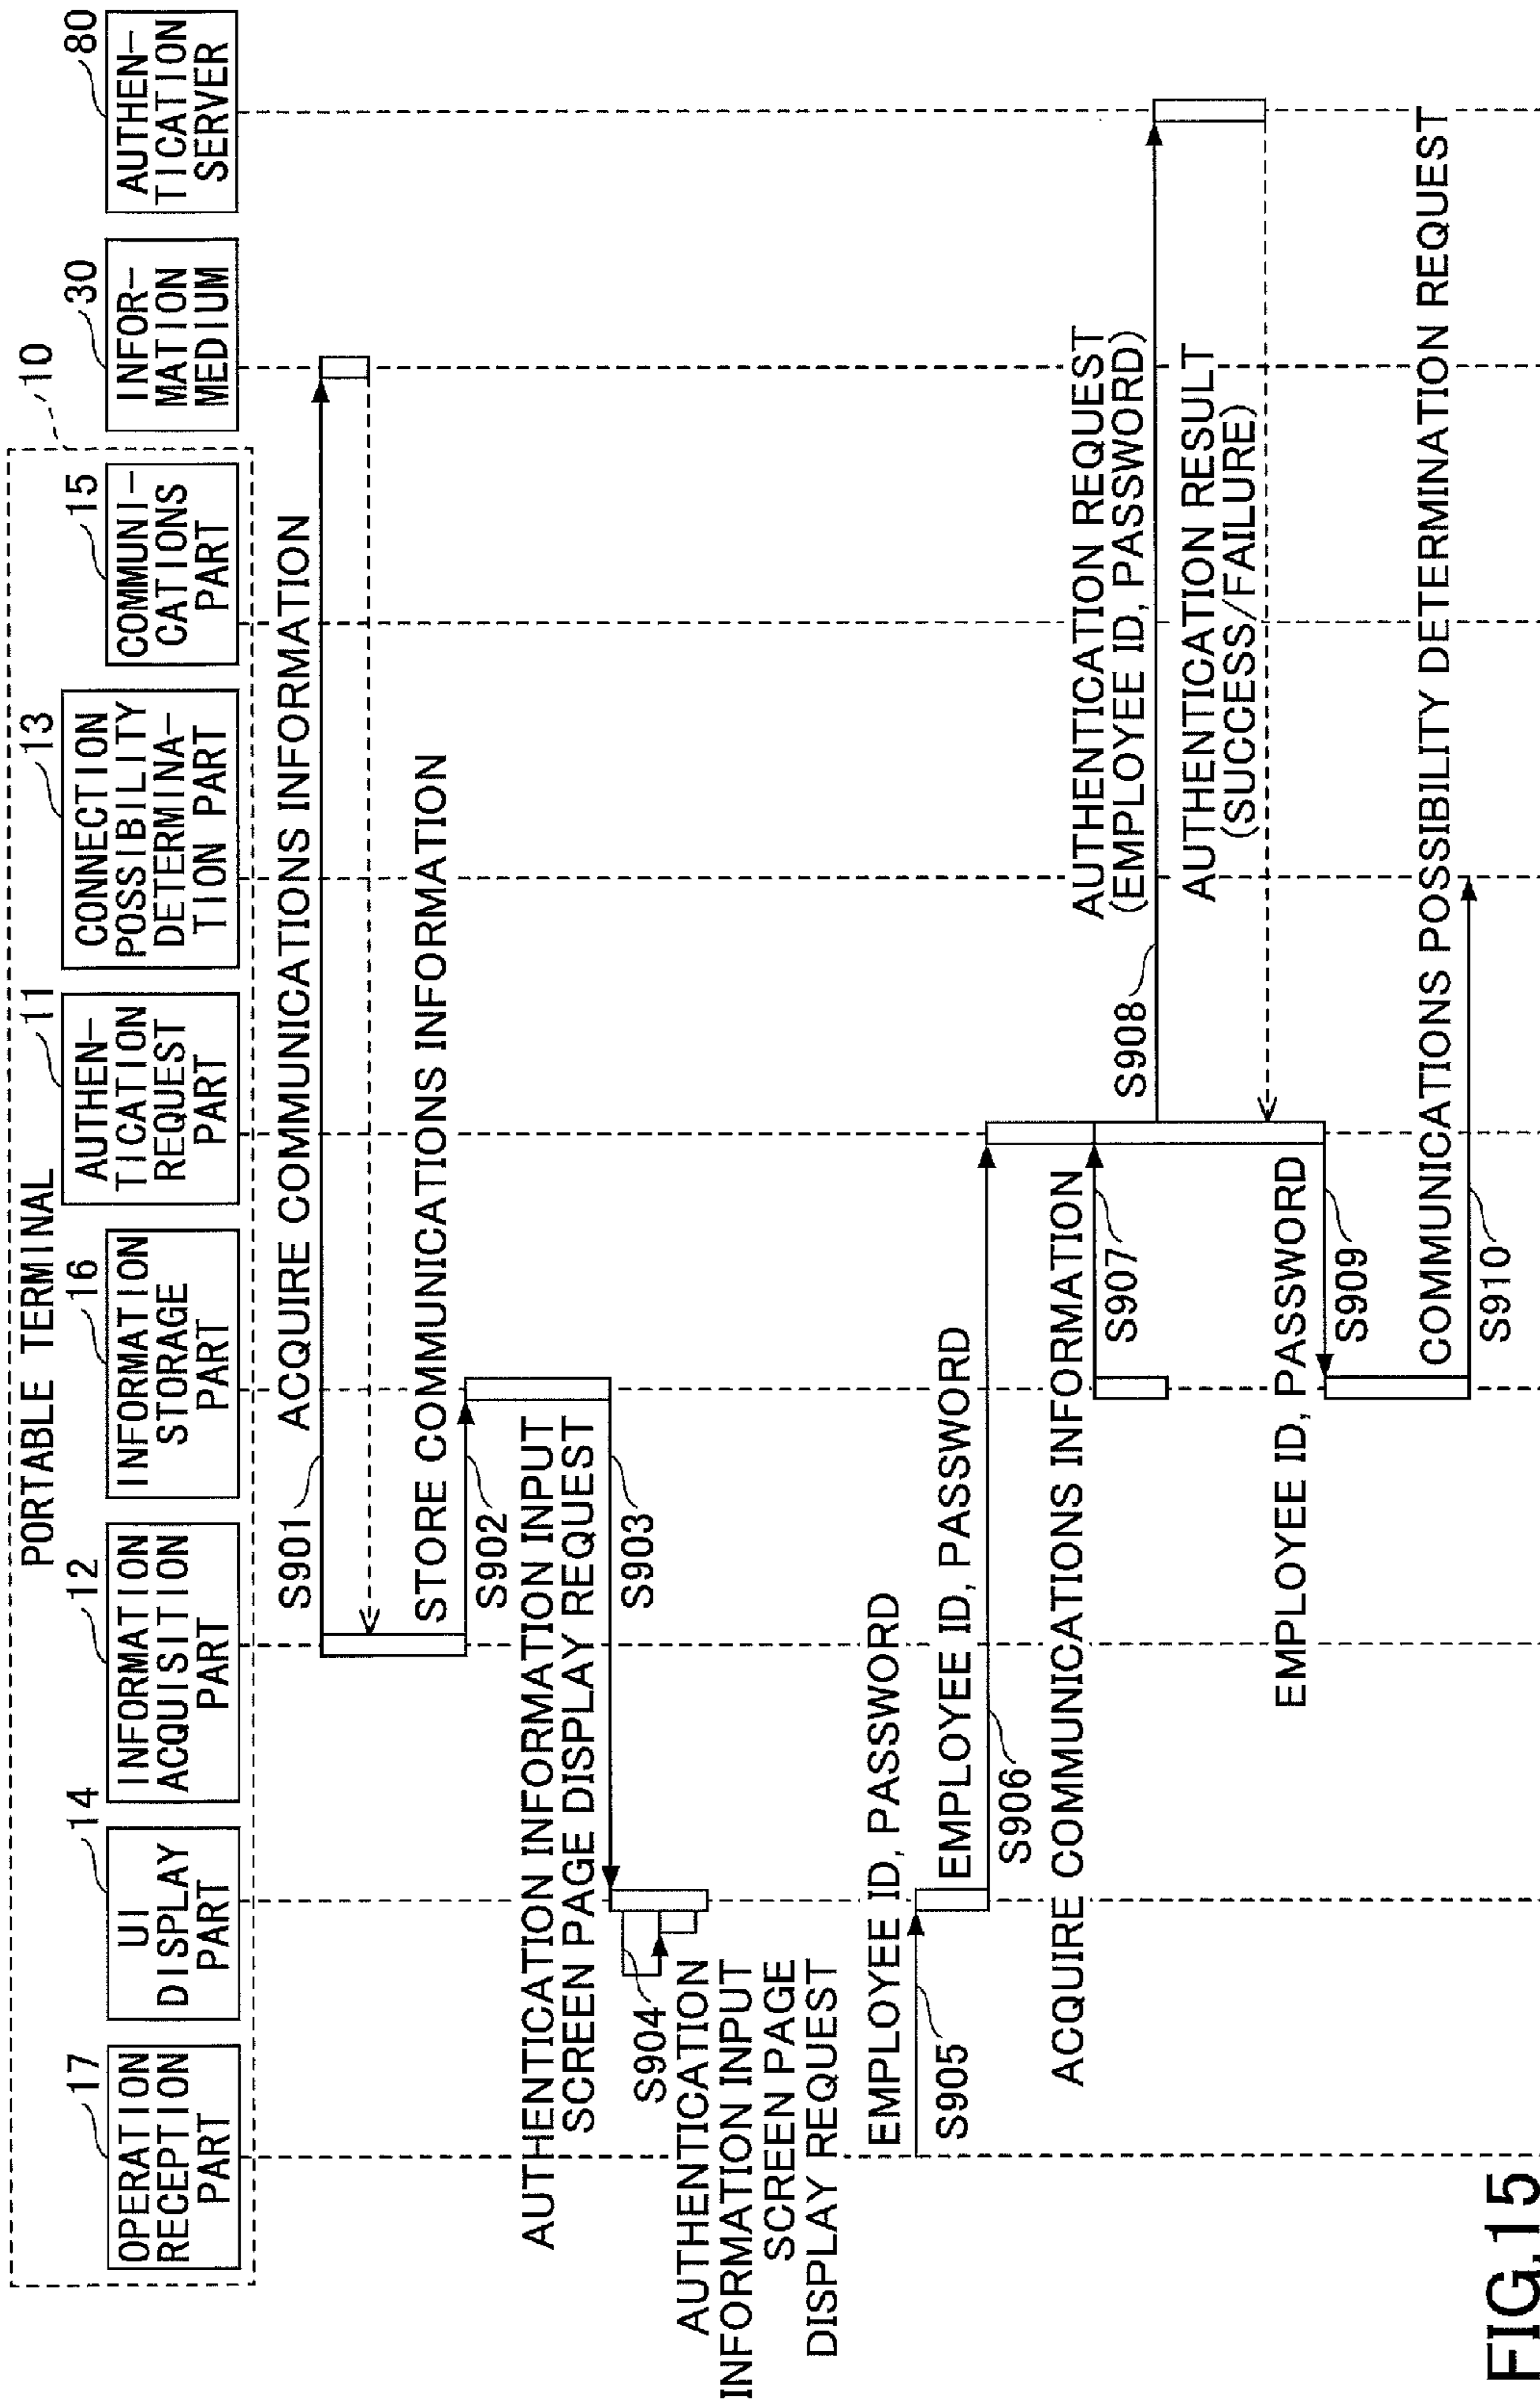 PORTABLE TERMINAL
10
17
OPERATION
RECEPTION
PART
14
UI
DISPLAY
PART
12
INFORMATION
ACQUISITION
PART
16
INFORMATION
STORAGE
PART
11
AUTHEN-
TICATION
REQUEST
PART
13
CONNECTION
POSSIBILITY
DETERMINA-
TION PART
15
COMMUNI-
CATIONS
PART
30
INFOR-
MATION
MEDIUM
80
AUTHEN-
TICATION
SERVER
S901
ACQUIRE COMMUNICATIONS INFORMATION
STORE COMMUNICATIONS INFORMATION
S902
AUTHENTICATION INFORMATION INPUT
SCREEN PAGE DISPLAY REQUEST
S903
S904
AUTHENTICATION
INFORMATION INPUT
SCREEN PAGE
DISPLAY REQUEST
EMPLOYEE ID, PASSWORD
S905
EMPLOYEE ID, PASSWORD
S906
ACQUIRE COMMUNICATIONS INFORMATION
S907
AUTHENTICATION REQUEST
(EMPLOYEE ID, PASSWORD)
S908
AUTHENTICATION RESULT
(SUCCESS/FAILURE)
EMPLOYEE ID, PASSWORD
S909
COMMUNICATIONS POSSIBILITY DETERMINATION REQUEST
S910
FIG.15